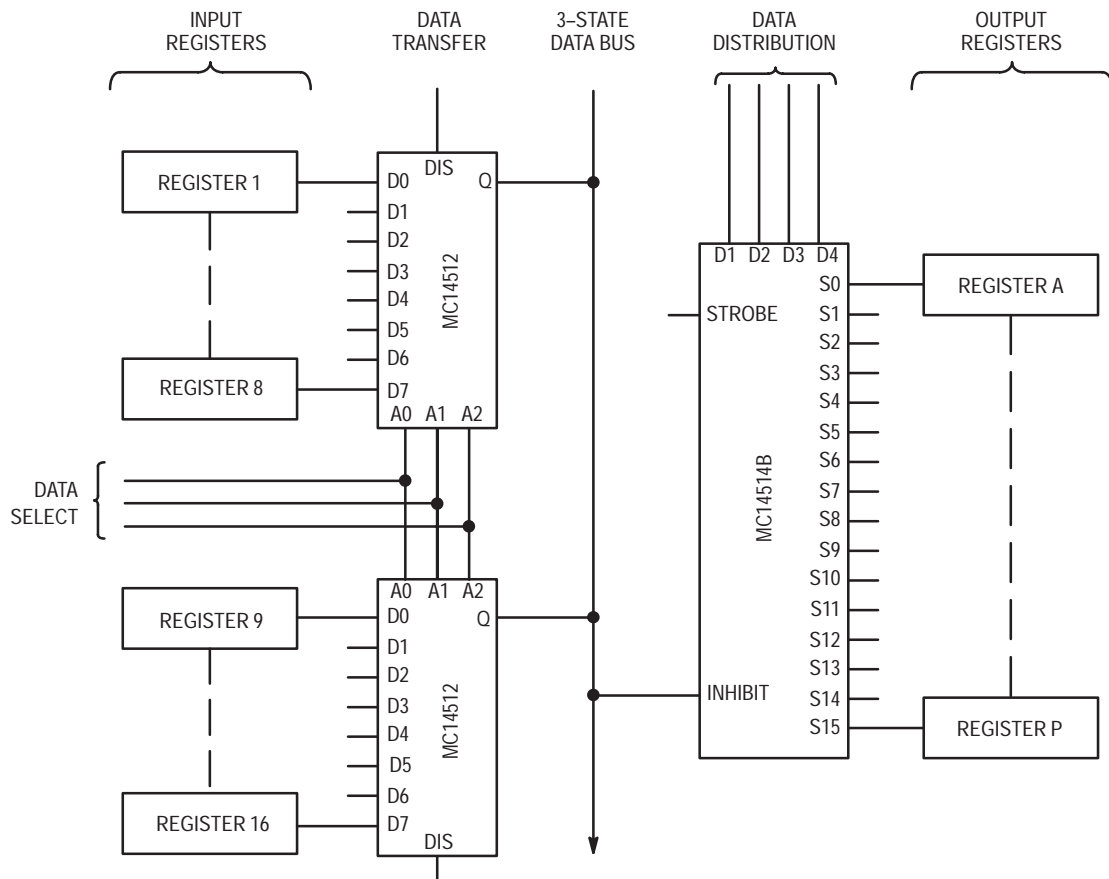 INPUT
REGISTERS
DATA
TRANSFER
3–STATE
DATA BUS
DATA
DISTRIBUTION
OUTPUT
REGISTERS
REGISTER 1
REGISTER 8
DIS
D0
Q
D1
D2
D3
D4
D5
D6
D7
MC14512
A0 A1 A2
DATA
SELECT
REGISTER 9
REGISTER 16
A0 A1 A2
D0
Q
D1
D2
D3
D4
D5
D6
D7
MC14512
DIS
D1 D2 D3 D4
STROBE
INHIBIT
MC14514B
S0
S1
S2
S3
S4
S5
S6
S7
S8
S9
S10
S11
S12
S13
S14
S15
REGISTER A
REGISTER P